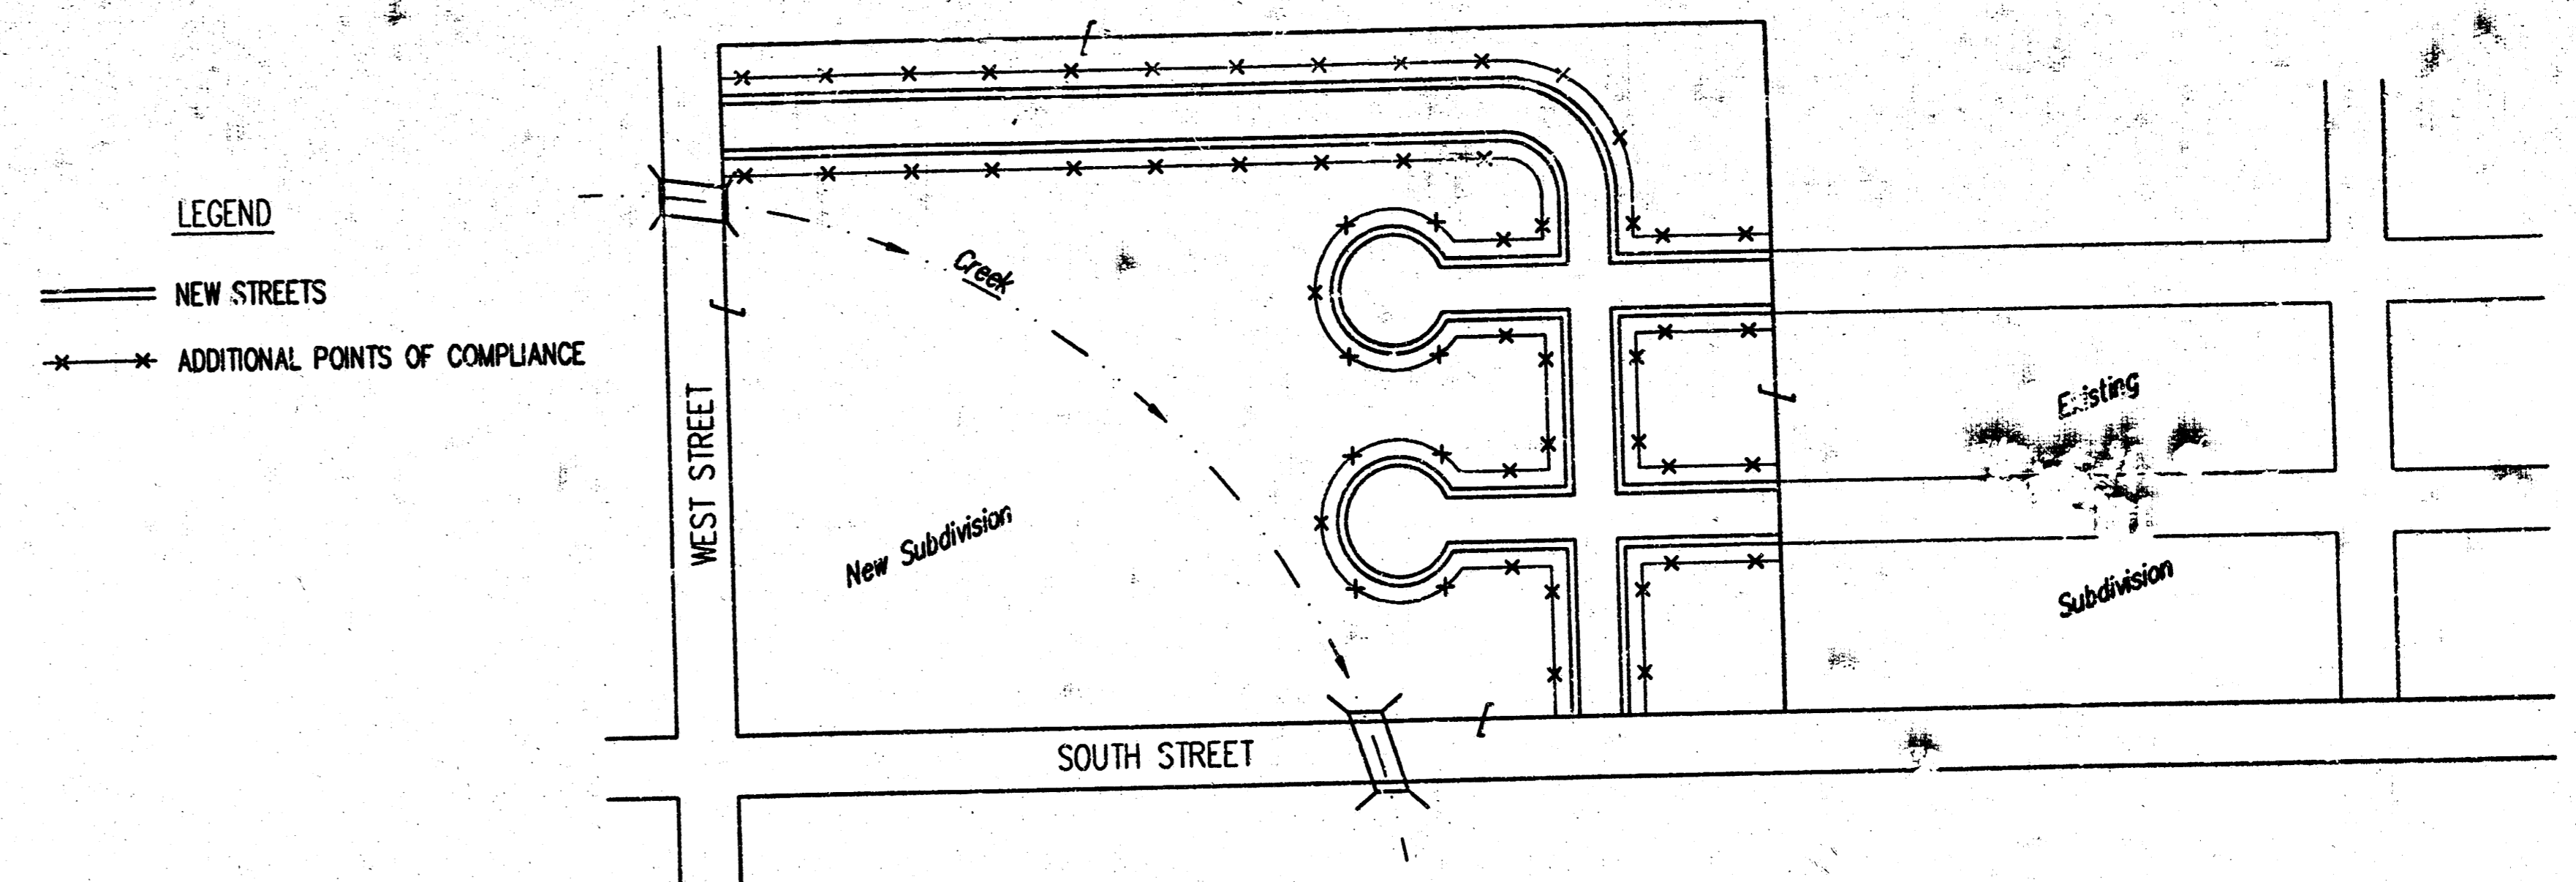 LEGEND
NEW STREETS
ADDITIONAL POINTS OF COMPLIANCE
WEST STREET
Creek
New Subdivision
SOUTH STREET
Existing
Subdivision